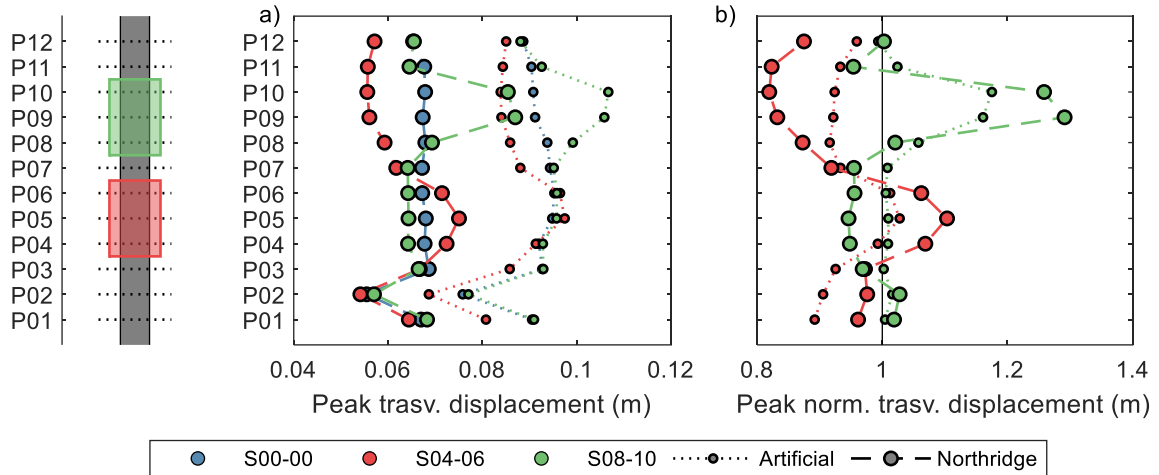 a)
b)
P12
P11
P10
P09
P08
P07
P06
P05
P04
P03
P02
P01
P12
P11
P10
P09
P08
P07
P06
P05
P04
P03
P02
P01
0.04 0.06 0.08 0.1 0.12
Peak trasv. displacement (m)
0.8 1 1.2 1.4
Peak norm. trasv. displacement (m)
S00-00 S04-06 S08-10 Artificial Northridge